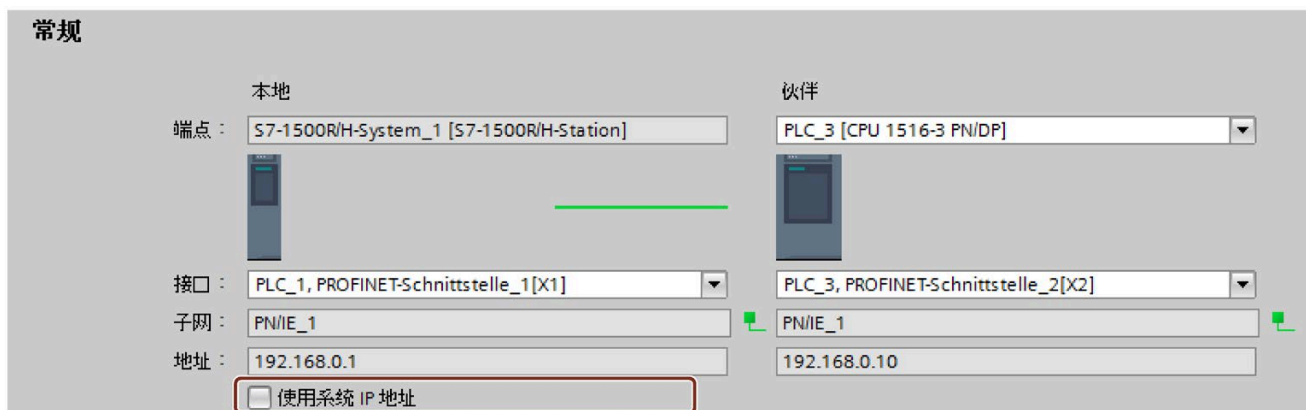 常规
本地 伙伴
端点： S7-1500R/H-System_1 [S7-1500R/H-Station] PLC_3 [CPU 1516-3 PN/DP]
接口： PLC_1, PROFINET-Schnittstelle_1[X1] PLC_3, PROFINET-Schnittstelle_2[X2]
子网： PN/IE_1 PN/IE_1
地址： 192.168.0.1 192.168.0.10
使用系统 IP 地址